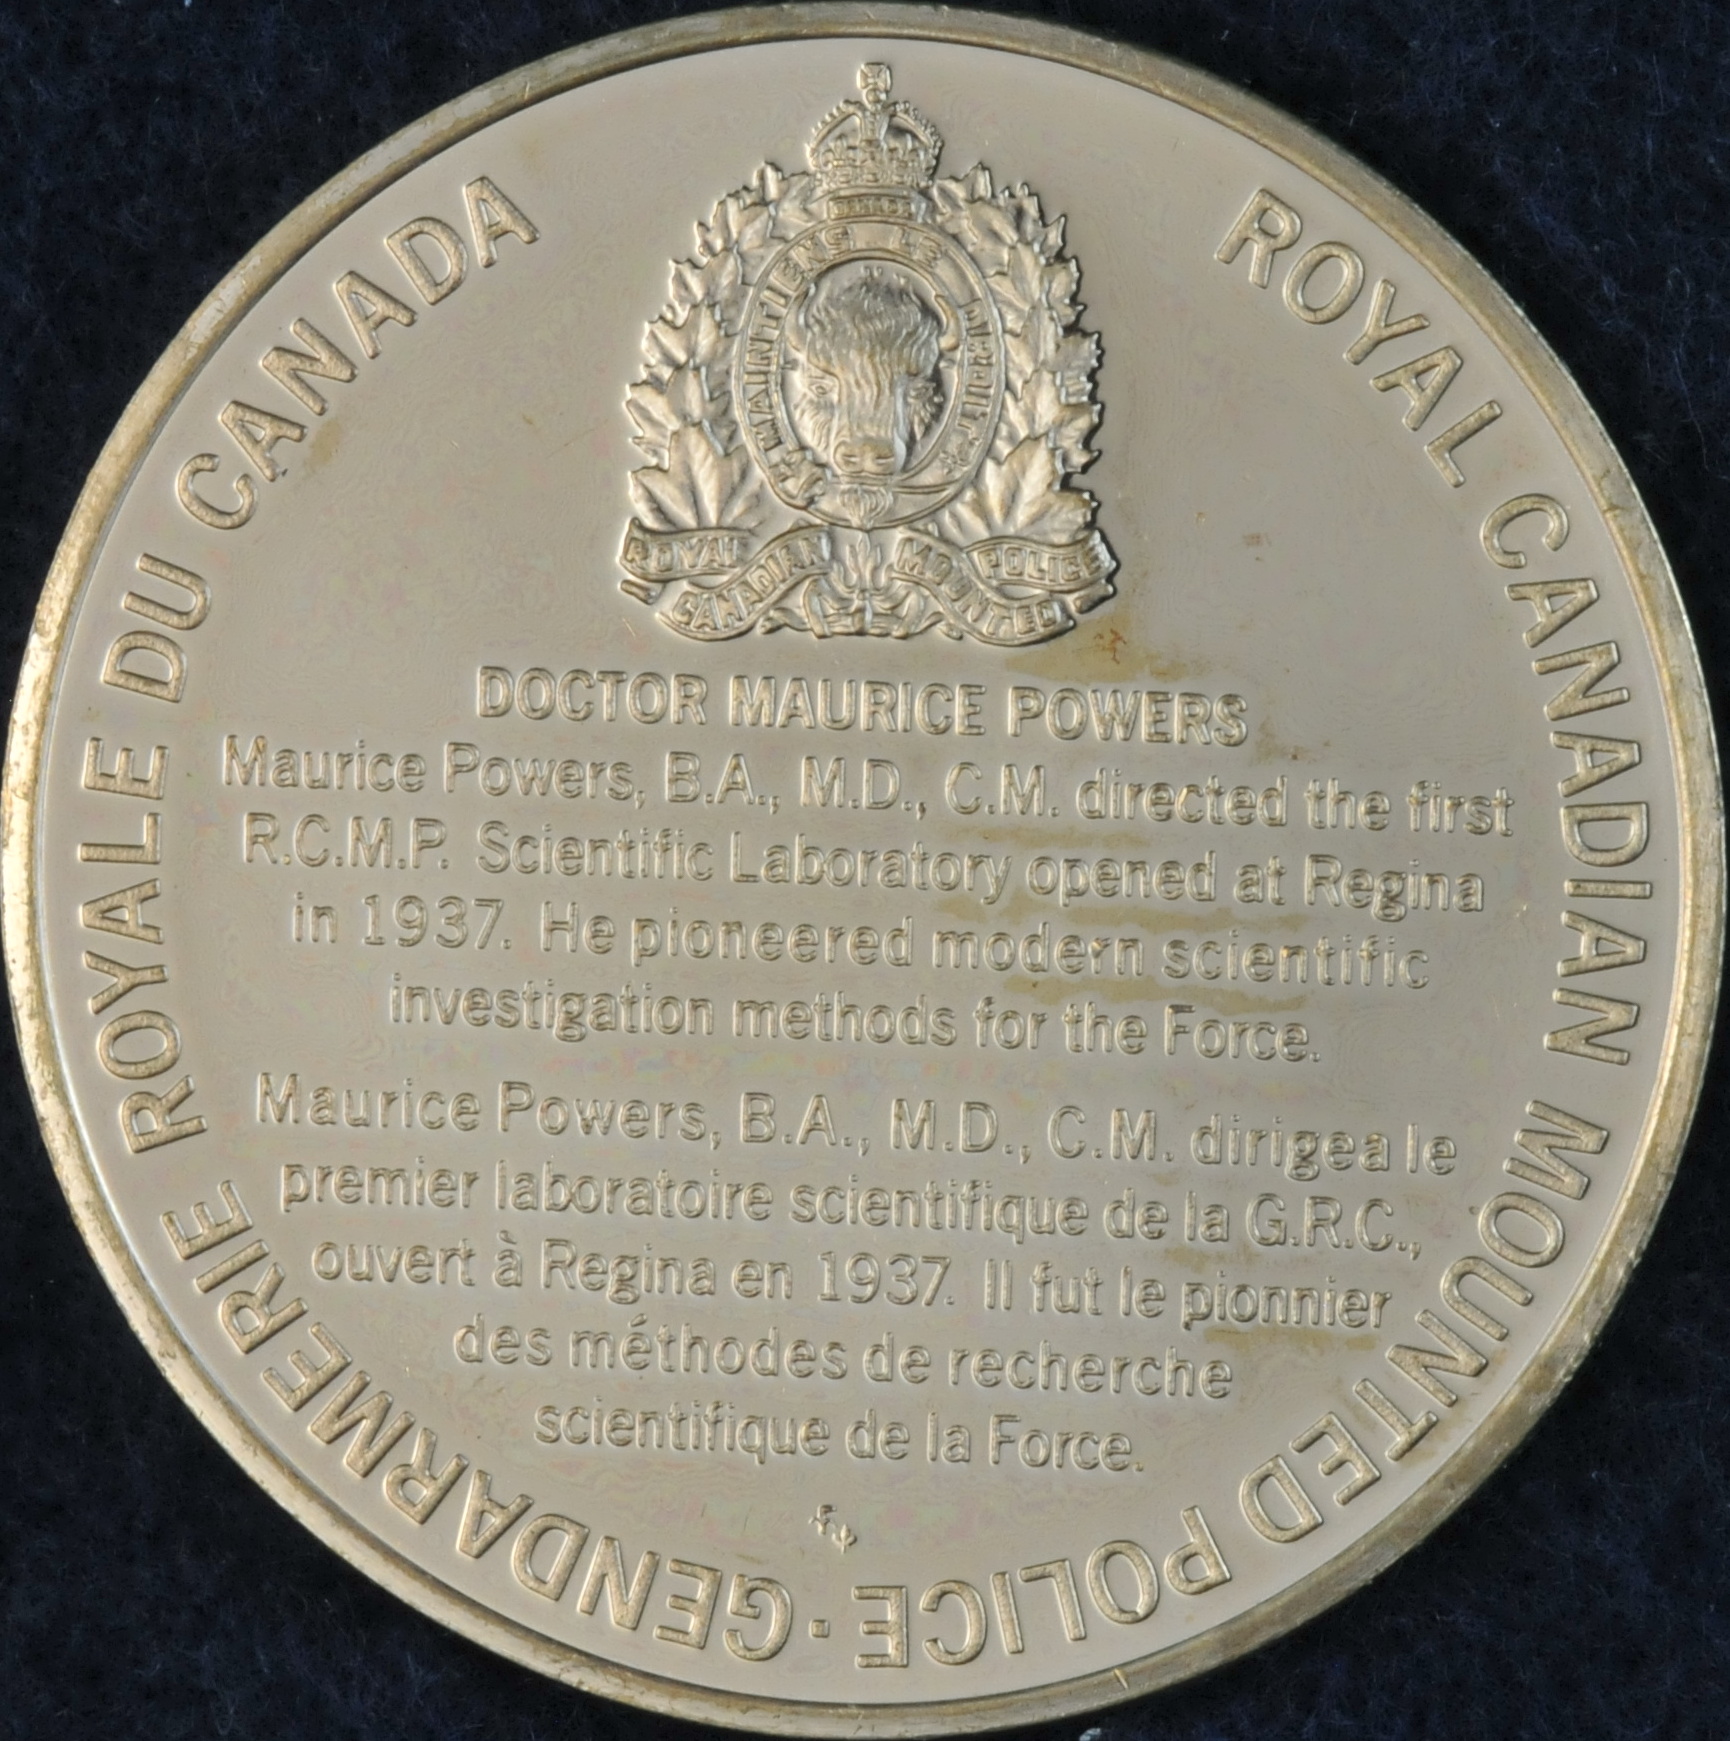 ROYAL CANADIAN MOUNTED POLICE · GENDARMERIE ROYALE DU CANADA
MAINTIENS LE
ROYAL CANADIAN MOUNTED POLICE
DOCTOR MAURICE POWERS
Maurice Powers, B.A., M.D., C.M. directed the first
R.C.M.P. Scientific Laboratory opened at Regina
in 1937. He pioneered modern scientific
investigation methods for the Force.
Maurice Powers, B.A., M.D., C.M. dirigea le
premier laboratoire scientifique de la G.R.C.,
ouvert à Regina en 1937. Il fut le pionnier
des méthodes de recherche
scientifique de la Force.